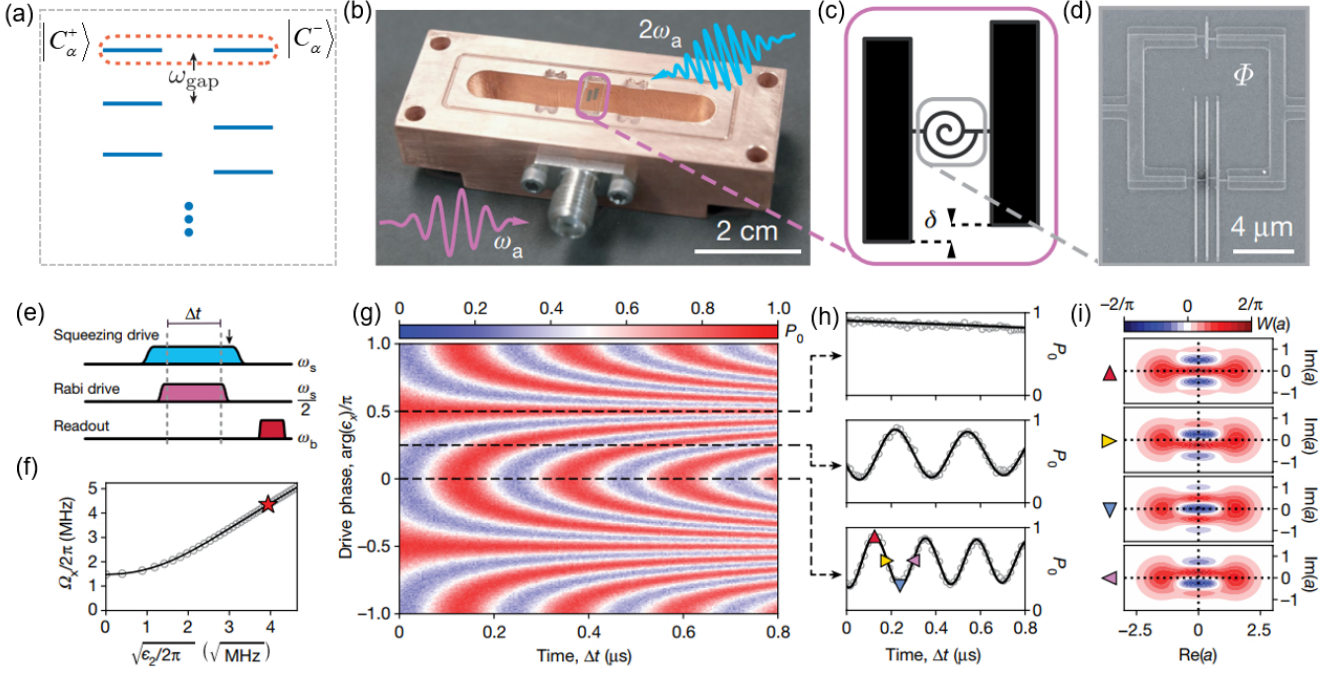 (a)
|C_α^+⟩
|C_α^-⟩
ω_gap
(b)
2ω_a
ω_a
2 cm
(c)
δ
(d)
Φ
4 μm
(e)
Δt
Squeezing drive
ω_s
Rabi drive
ω_s/2
Readout
ω_b
(f)
Ω_x/2π (MHz)
5
4
3
2
1
0
0 1 2 3 4
√ϵ_2/2π (√MHz)
(g)
0 0.2 0.4 0.6 0.8 1.0
P_0
Drive phase, arg(ϵ_x)/π
1.0
0.5
0
−0.5
−1.0
0 0.2 0.4 0.6 0.8
Time, Δt (μs)
(h)
1
P_0
0
1
P_0
0
1
P_0
0
0 0.2 0.4 0.6 0.8
Time, Δt (μs)
(i)
−2/π 0 2/π
W(a)
1
0
−1
Im(a)
1
0
−1
Im(a)
1
0
−1
Im(a)
1
0
−1
Im(a)
−2.5 0 2.5
Re(a)